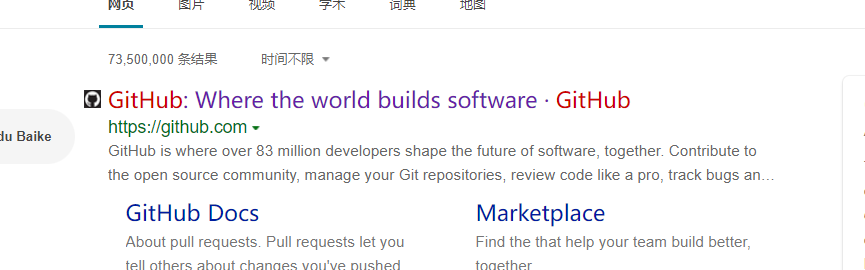 网页 图片 视频 学术 词典 地图
73,500,000 条结果 时间不限
GitHub: Where the world builds software · GitHub
https://github.com
du Baike
GitHub is where over 83 million developers shape the future of software, together. Contribute to
the open source community, manage your Git repositories, review code like a pro, track bugs an...
GitHub Docs Marketplace
About pull requests. Pull requests let you Find the that help your team build better,
tell others about changes you've pushed together